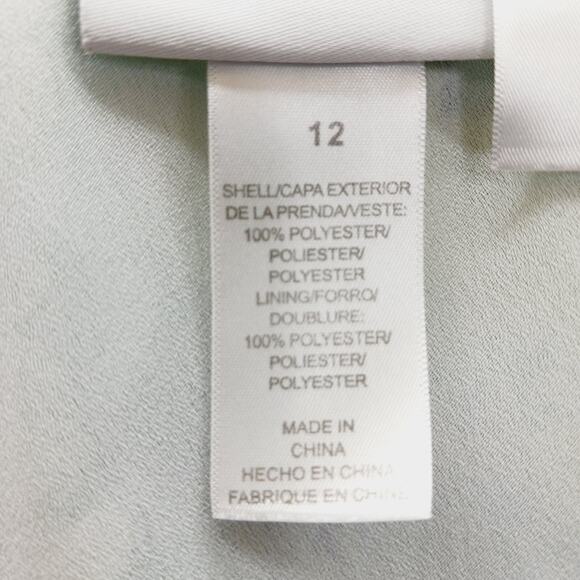 12
SHELL/CAPA EXTERIOR
DE LA PRENDA/VESTE:
100% POLYESTER/
POLIESTER/
POLYESTER
LINING/FORRO/
DOUBLURE:
100% POLYESTER/
POLIESTER/
POLYESTER
MADE IN
CHINA
HECHO EN CHINA
FABRIQUE EN CHINE